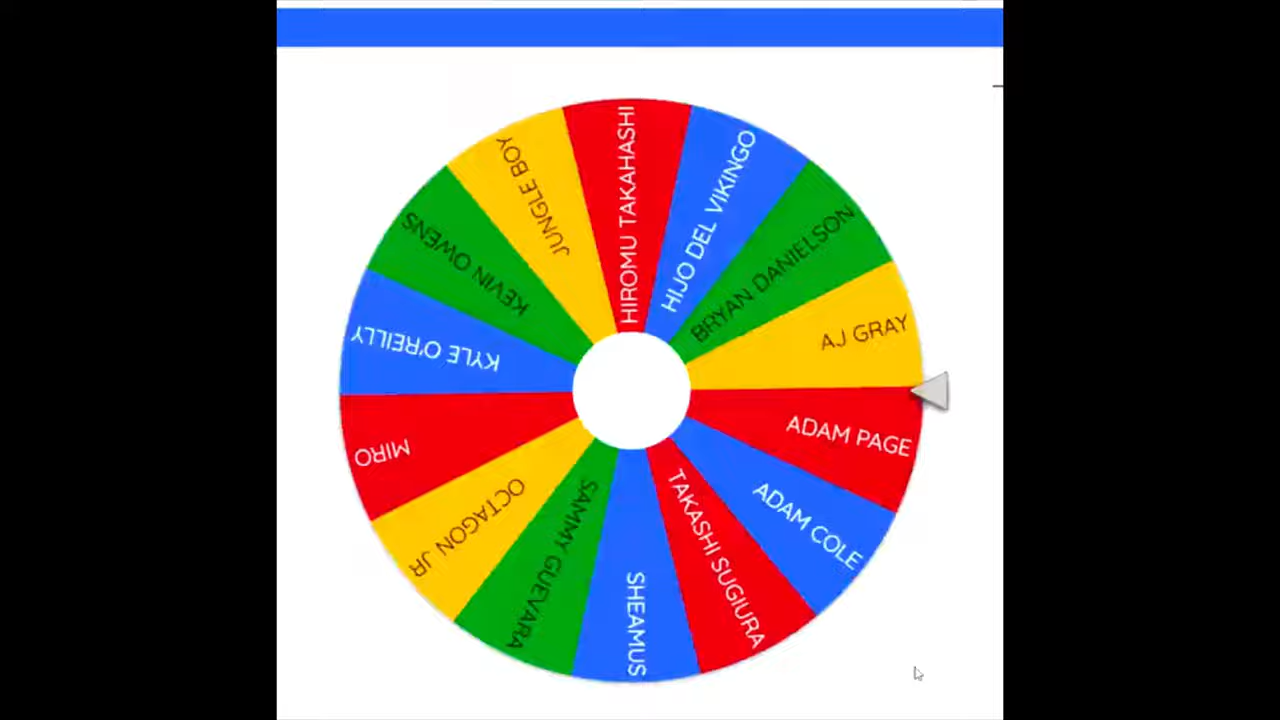 HIROMU TAKAHASHI
HIJO DEL VIKINGO
BRYAN DANIELSON
AJ GRAY
ADAM PAGE
ADAM COLE
TAKASHI SUGIURA
SHEAMUS
SAMMY GUEVARA
OCTAGON JR
MIRO
KYLE O'REILLY
KEVIN OWENS
JUNGLE BOY